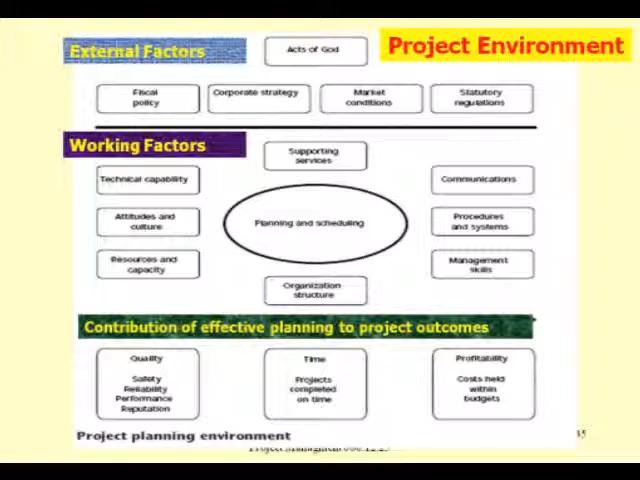 External Factors
Acts of God
Project Environment
Fiscal
policy
Corporate strategy
Market
conditions
Statutory
regulations
Working Factors
Supporting
services
Technical capability
Communications
Attitudes and
culture
Planning and scheduling
Procedures
and systems
Resources and
capacity
Management
skills
Organization
structure
Contribution of effective planning to project outcomes
Quality
Safety
Reliability
Performance
Reputation
Time
Projects
completed
on time
Profitability
Costs held
within
budgets
Project planning environment